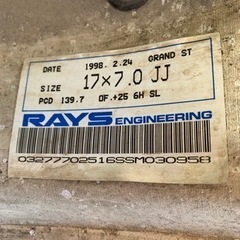 DATE 1998. 2.24 GRAND ST
SIZE 17×7.0 JJ
PCD 139.7 OF.+25 6H SL
RAYS ENGINEERING
03277702516SSM030958